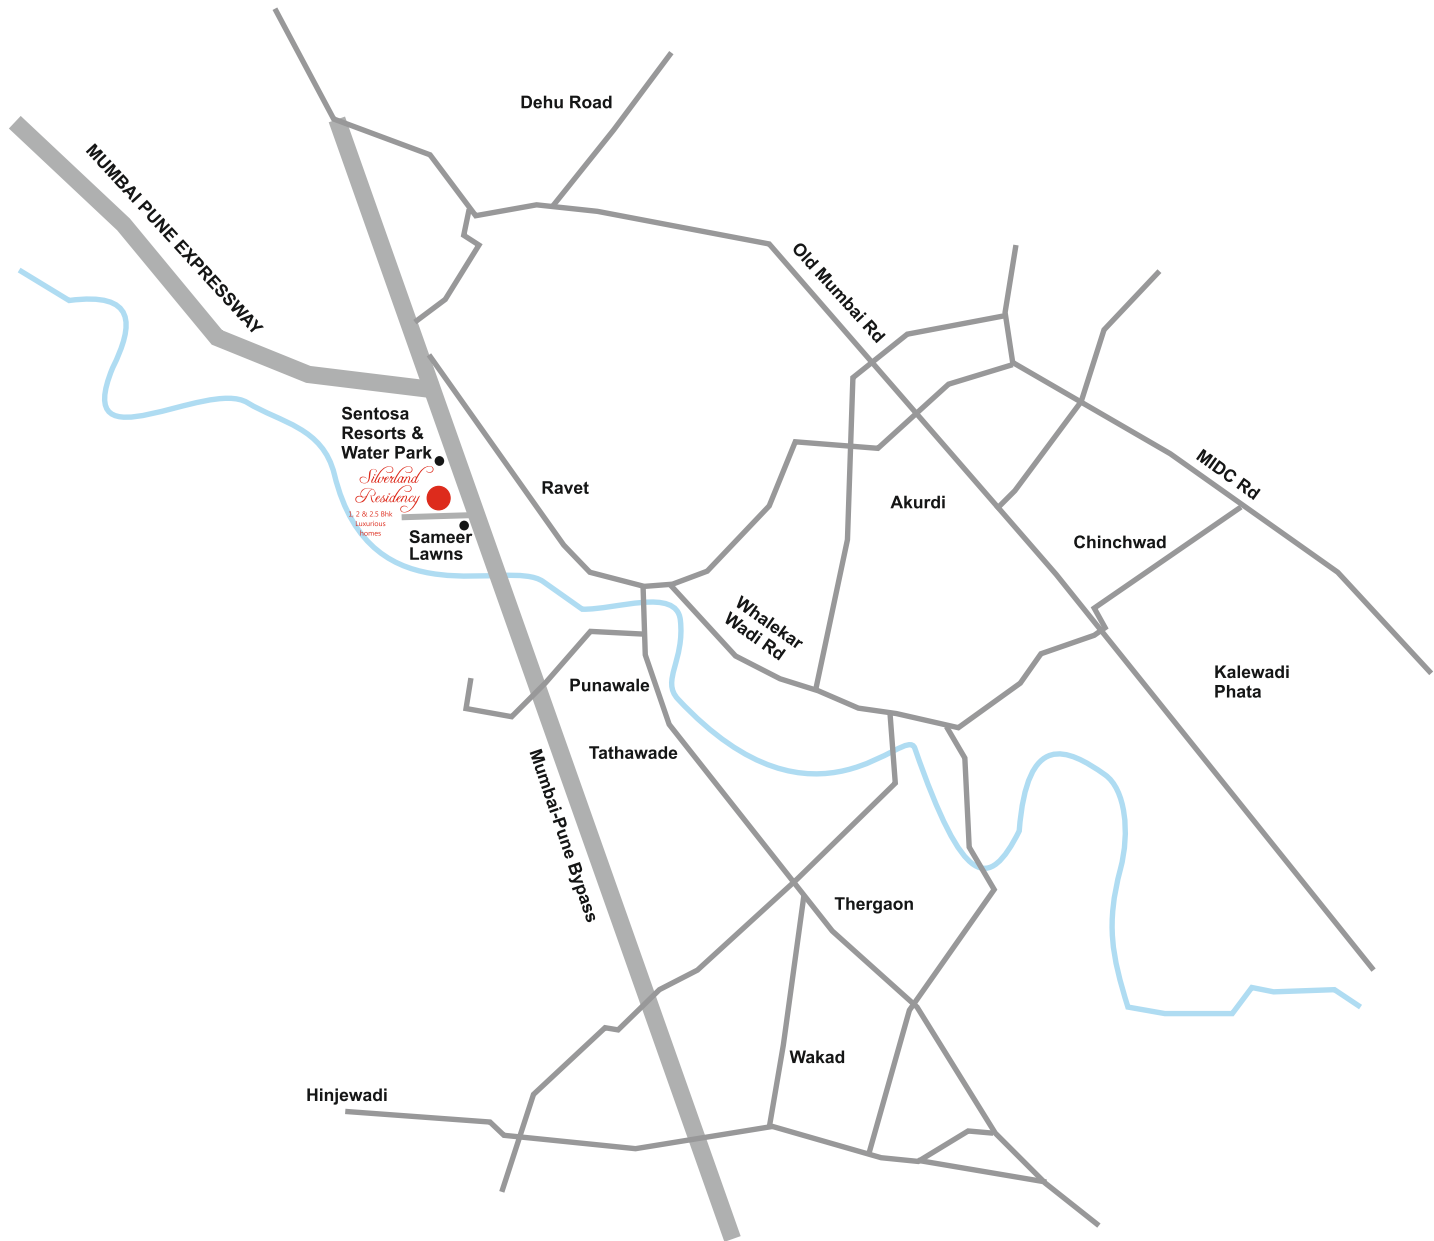 Dehu Road
MUMBAI PUNE EXPRESSWAY
Old Mumbai Rd
Sentosa
Resorts &
Water Park
Silverland
Residency
1, 2 & 2.5 Bhk
Luxurious
homes
Sameer
Lawns
Ravet
Akurdi
MIDC Rd
Chinchwad
Whalekar
Wadi Rd
Kalewadi
Phata
Punawale
Tathawade
Mumbai-Pune Bypass
Thergaon
Wakad
Hinjewadi